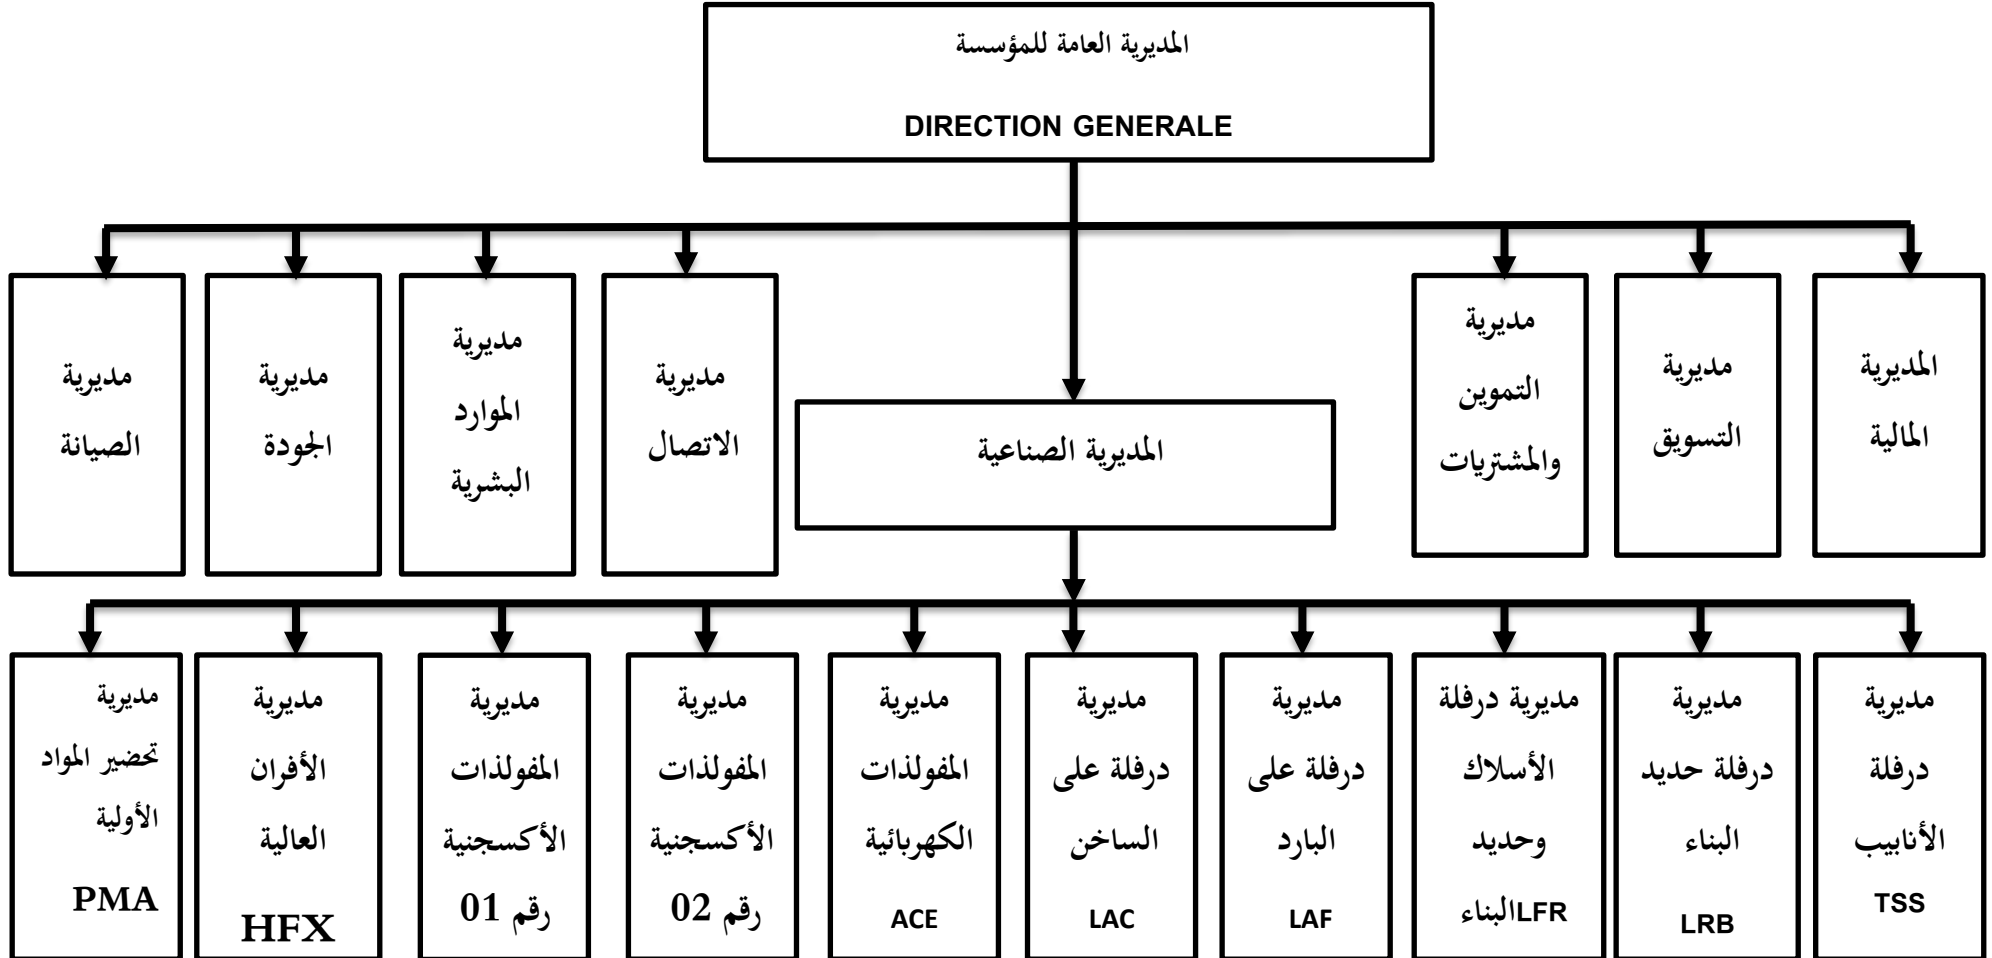 المديرية العامة للمؤسسة
DIRECTION GENERALE
المديرية
المالية
مديرية
التسويق
مديرية
التموين
والمشتريات
المديرية الصناعية
مديرية
الاتصال
مديرية
الموارد
البشرية
مديرية
الجودة
مديرية
الصيانة
مديرية
درفلة
الأنابيب
TSS
مديرية
درفلة حديد
البناء
LRB
مديرية درفلة
الأسلاك
وحديد
البناءLFR
مديرية
درفلة على
البارد
LAF
مديرية
درفلة على
الساخن
LAC
مديرية
المفولذات
الكهربائية
ACE
مديرية
المفولذات
الأكسجنية
رقم 02
مديرية
المفولذات
الأكسجنية
رقم 01
مديرية
الأفران
العالية
HFX
مديرية
تحضير المواد
الأولية
PMA